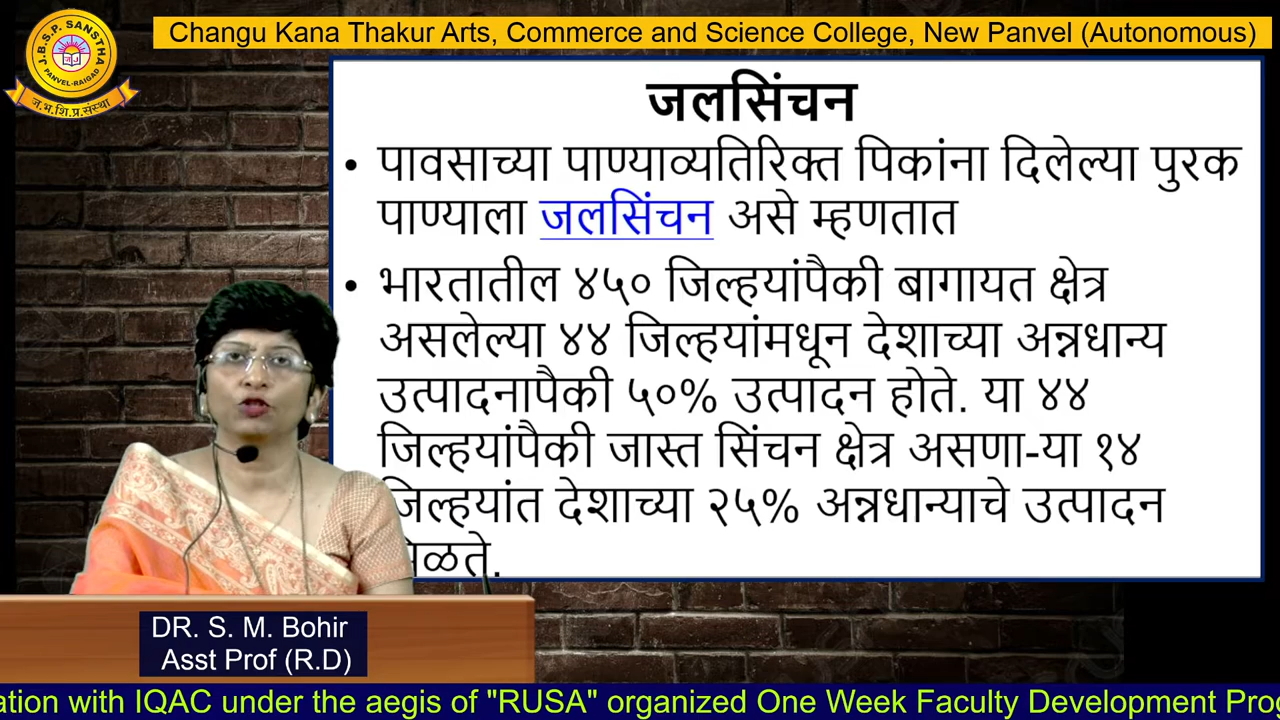 Changu Kana Thakur Arts, Commerce and Science College, New Panvel (Autonomous)
J.B.S.P. SANSTHA
PANVEL-RAIGAD
ज.भ.शि.प्र.संस्था
जलसिंचन
• पावसाच्या पाण्याव्यतिरिक्त पिकांना दिलेल्या पुरक
पाण्याला जलसिंचन असे म्हणतात
• भारतातील ४५० जिल्हयांपैकी बागायत क्षेत्र
असलेल्या ४४ जिल्हयांमधून देशाच्या अन्नधान्य
उत्पादनापैकी ५०% उत्पादन होते. या ४४
जिल्हयांपैकी जास्त सिंचन क्षेत्र असणा-या १४
जिल्हयांत देशाच्या २५% अन्नधान्याचे उत्पादन
DR. S. M. Bohir
Asst Prof (R.D)
with IQAC under the aegis of "RUSA" organized One Week Faculty Development